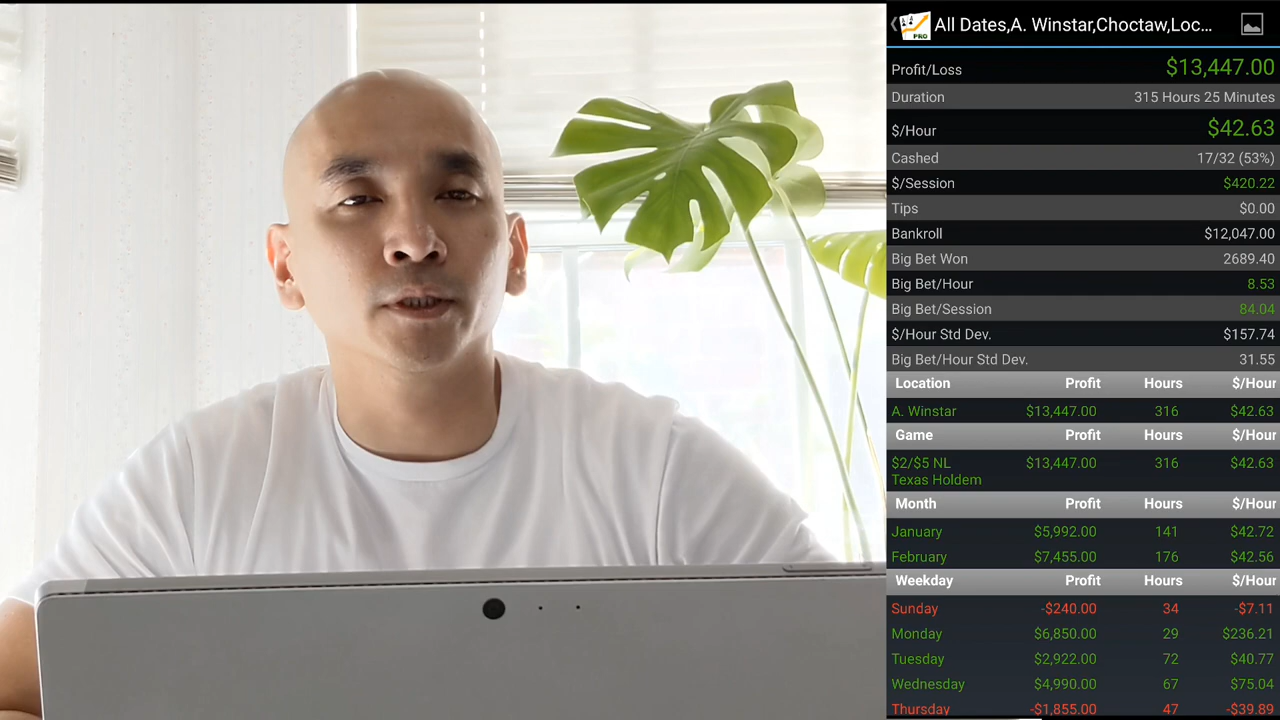 All Dates,A. Winstar,Choctaw,Loc...
PRO
Profit/Loss $13,447.00
Duration 315 Hours 25 Minutes
$/Hour $42.63
Cashed 17/32 (53%)
$/Session $420.22
Tips $0.00
Bankroll $12,047.00
Big Bet Won 2689.40
Big Bet/Hour 8.53
Big Bet/Session 84.04
$/Hour Std Dev. $157.74
Big Bet/Hour Std Dev. 31.55
Location Profit Hours $/Hour
A. Winstar $13,447.00 316 $42.63
Game Profit Hours $/Hour
$2/$5 NL $13,447.00 316 $42.63
Texas Holdem
Month Profit Hours $/Hour
January $5,992.00 141 $42.72
February $7,455.00 176 $42.56
Weekday Profit Hours $/Hour
Sunday -$240.00 34 -$7.11
Monday $6,850.00 29 $236.21
Tuesday $2,922.00 72 $40.77
Wednesday $4,990.00 67 $75.04
Thursday -$1,855.00 47 -$39.89